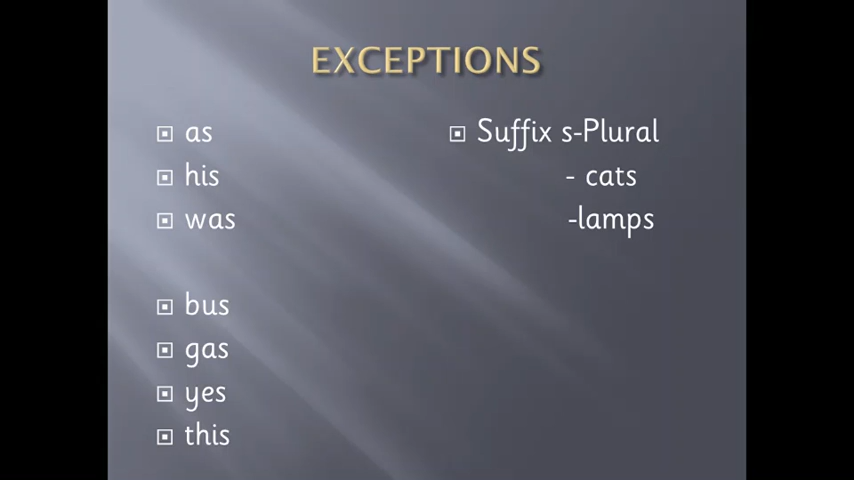 EXCEPTIONS
as
his
was
bus
gas
yes
this
Suffix s-Plural
- cats
-lamps